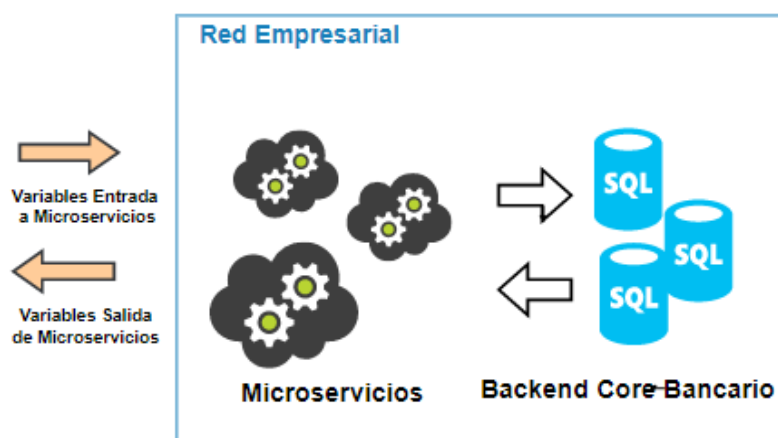 Red Empresarial
Variables Entrada
a Microservicios
Variables Salida
de Microservicios
SQL
SQL
SQL
Microservicios
Backend Core Bancario